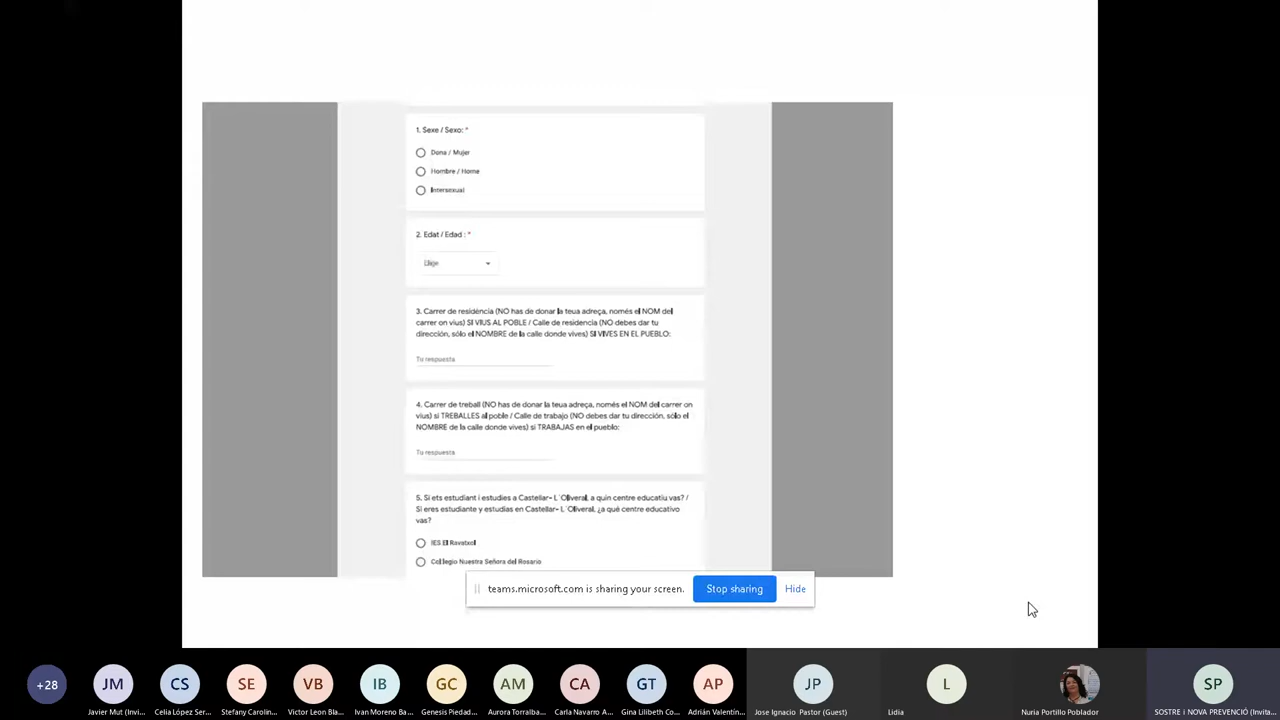 1. Sexe / Sexo: *
Dona / Mujer
Hombre / Home
Intersexual
2. Edat / Edad : *
Elige
3. Carrer de residència (NO has de donar la teua adreça, només el NOM del
carrer on vius) SI VIUS AL POBLE / Calle de residencia (NO debes dar tu
dirección, sólo el NOMBRE de la calle donde vives) SI VIVES EN EL PUEBLO:
Tu respuesta
4. Carrer de treball (NO has de donar la teua adreça, només el NOM del carrer on
vius) si TREBALLES al poble / Calle de trabajo (NO debes dar tu dirección, sólo el
NOMBRE de la calle donde vives) si TRABAJAS en el pueblo:
Tu respuesta
5. Si ets estudiant i estudies a Castellar- L´Oliveral, a quin centre educatiu vas? /
Si eres estudiante y estudias en Castellar- L´Oliveral, ¿a qué centre educativo
vas?
IES El Ravatxol
Collegio Nuestra Señora del Rosario
teams.microsoft.com is sharing your screen.
Stop sharing
Hide
+28
JM
CS
SE
VB
IB
GC
AM
CA
GT
AP
JP
L
SP
Javier Mut (Invi...
Celia López Ser...
Stefany Carolin...
Victor Leon Bla...
Ivan Moreno Ba...
Genesis Piedad...
Aurora Torralba...
Carla Navarro A...
Gina Lilibeth Co...
Adrián Valentín...
Jose Ignacio Pastor (Guest)
Lidia
Nuria Portillo Poblador
SOSTRE i NOVA PREVENCIÓ (Invita...